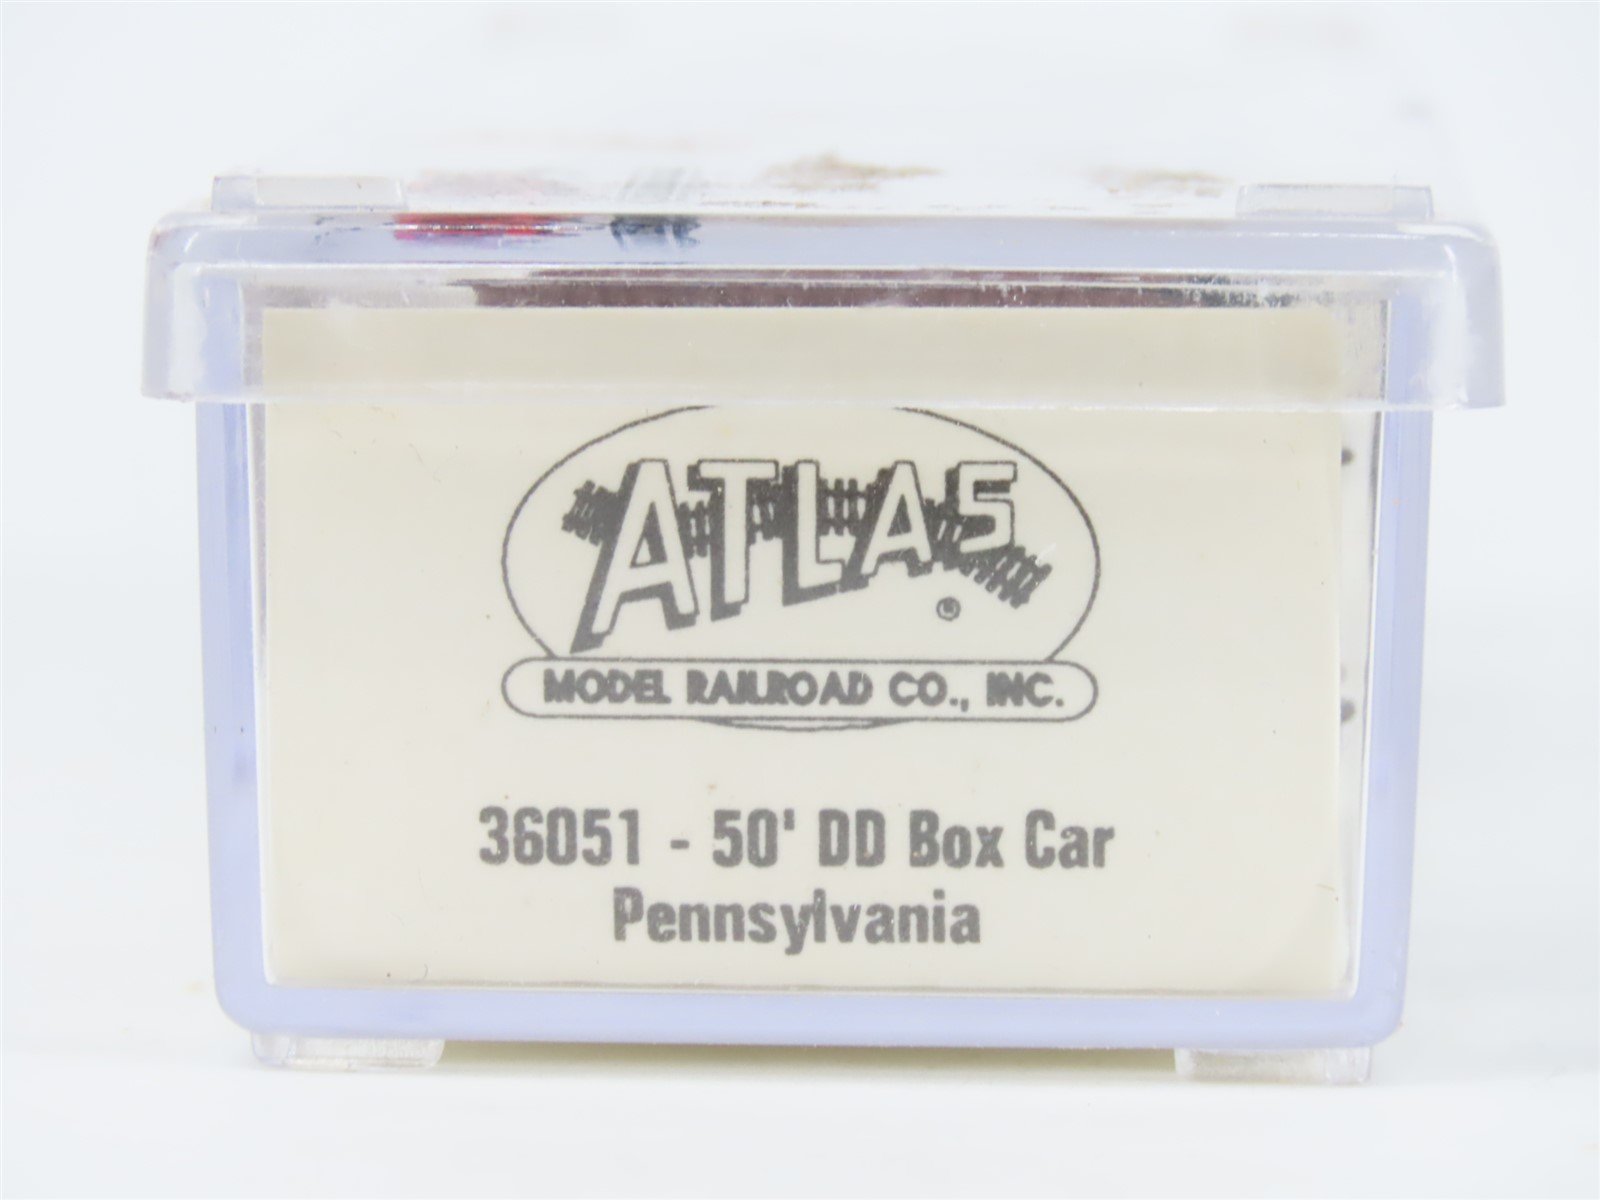 ATLAS ®
MODEL RAILROAD CO., INC.
36051 - 50' DD Box Car
Pennsylvania